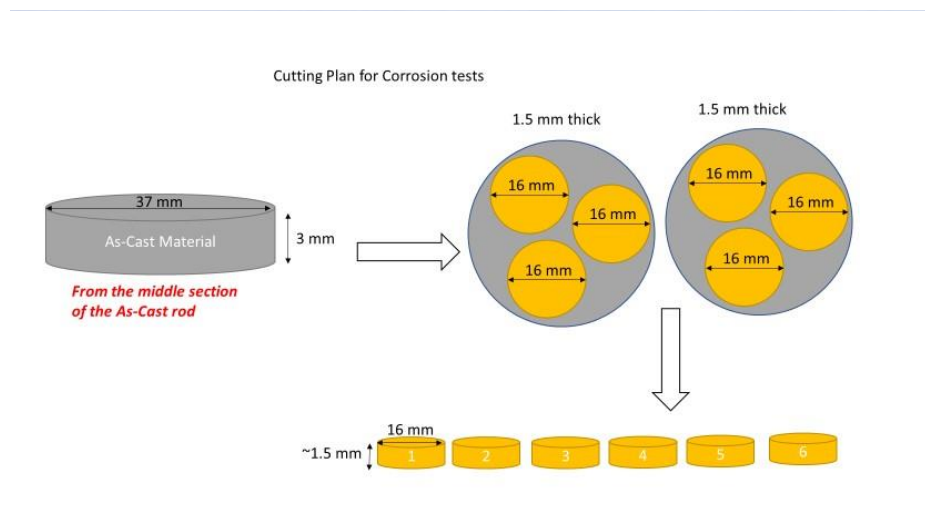 Cutting Plan for Corrosion tests
1.5 mm thick
1.5 mm thick
37 mm
As-Cast Material
3 mm
From the middle section
of the As-Cast rod
16 mm
16 mm
16 mm
16 mm
16 mm
16 mm
16 mm
~1.5 mm
1
2
3
4
5
6